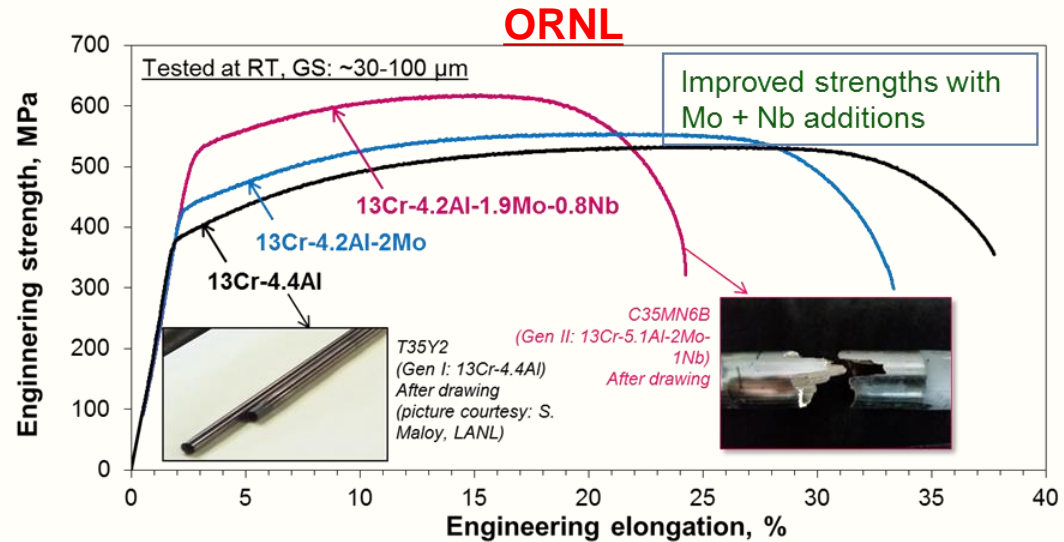 ORNL
Tested at RT, GS: ~30-100 µm
Improved strengths with
Mo + Nb additions
Enginnering strength, MPa
700
600
500
400
300
200
100
0
13Cr-4.2Al-1.9Mo-0.8Nb
13Cr-4.2Al-2Mo
13Cr-4.4Al
T35Y2
(Gen I: 13Cr-4.4Al)
After drawing
(picture courtesy: S.
Maloy, LANL)
C35MN6B
(Gen II: 13Cr-5.1Al-2Mo-
1Nb)
After drawing
0 5 10 15 20 25 30 35 40
Engineering elongation, %